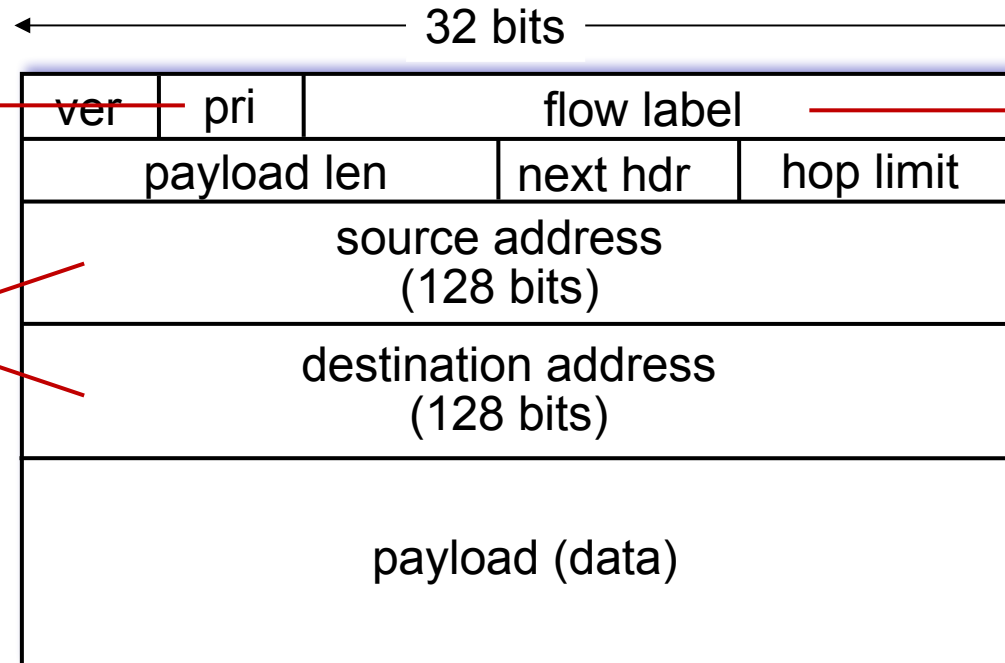 32 bits
ver pri flow label
payload len next hdr hop limit
source address
(128 bits)
destination address
(128 bits)
payload (data)